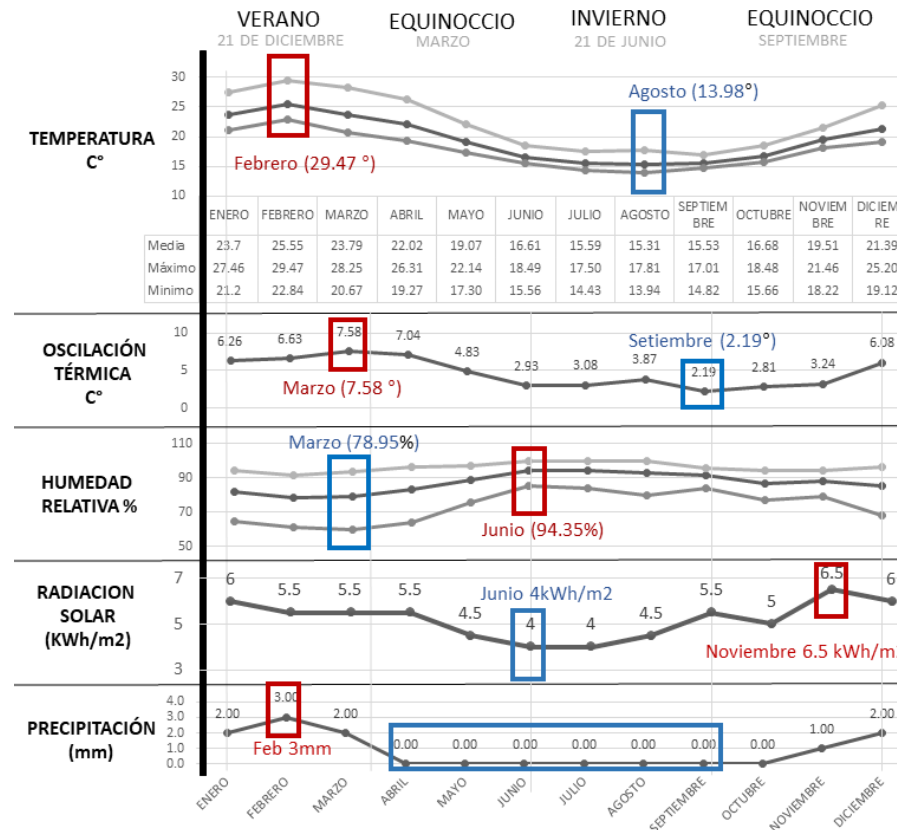 VERANO
21 DE DICIEMBRE
EQUINOCCIO
MARZO
INVIERNO
21 DE JUNIO
EQUINOCCIO
SEPTIEMBRE
TEMPERATURA
C°
30
25
20
15
10
Febrero (29.47 °)
Agosto (13.98°)
ENERO FEBRERO MARZO ABRIL MAYO JUNIO JULIO AGOSTO SEPTIEM OCTUBRE NOVIEM DICIEM
BRE BRE RE
Media 23.7 25.55 23.79 22.02 19.07 16.61 15.59 15.31 15.53 16.68 19.51 21.39
Máximo 27.46 29.47 28.25 26.31 22.14 18.49 17.50 17.81 17.01 18.48 21.46 25.20
Minimo 21.2 22.84 20.67 19.27 17.30 15.56 14.43 13.94 14.82 15.66 18.22 19.12
OSCILACIÓN
TÉRMICA
C°
10
5
0
6.26 6.63 7.58 7.04 4.83 2.93 3.08 3.87 2.19 2.81 3.24 6.08
Marzo (7.58 °)
Setiembre (2.19°)
HUMEDAD
RELATIVA %
110
90
70
50
Marzo (78.95%)
Junio (94.35%)
RADIACION
SOLAR
(KWh/m2)
7
5
3
6 5.5 5.5 5.5 4.5 4 4 4.5 5.5 5 6.5 6
Junio 4kWh/m2
Noviembre 6.5 kWh/m
PRECIPITACIÓN
(mm)
4.0
3.0
2.0
1.0
0.0
2.00 3.00 2.00 0.00 0.00 0.00 0.00 0.00 0.00 0.00 1.00 2.00
Feb 3mm
ENERO FEBRERO MARZO ABRIL MAYO JUNIO JULIO AGOSTO SEPTIEMBRE OCTUBRE NOVIEMBRE DICIEMBRE